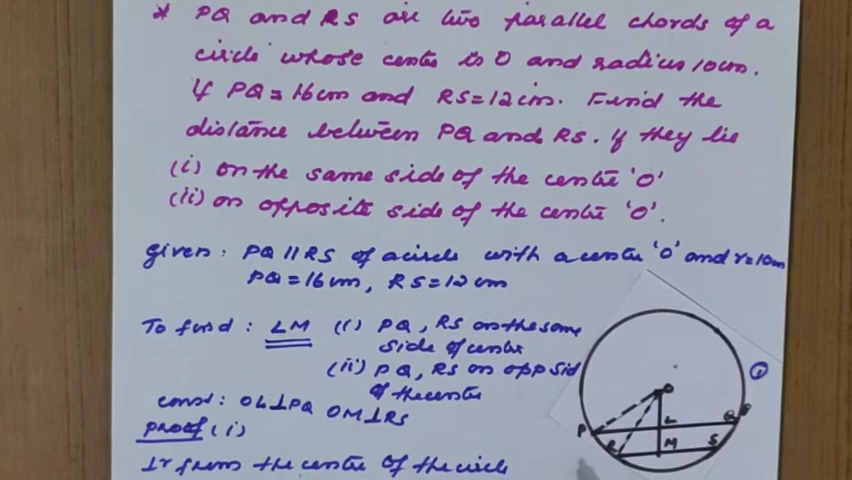 * PQ and RS are two parallel chords of a
circle whose centre is O and radius 10cm.
If PQ = 16cm and RS = 12cm. Find the
distance between PQ and RS. if they lie
(i) on the same side of the centre 'O'
(ii) on opposite side of the centre 'O'.
Given: PQ || RS of a circle with a centre 'O' and r=10cm
PQ = 16cm, RS = 12cm
To find: LM (i) PQ, RS on the same
side of centre
(ii) PQ, RS on opp sid
of the centre
const: OL⊥PQ OM⊥RS
Proof (i)
⊥r from the centre of the circle
①
O
P L Q
R M S